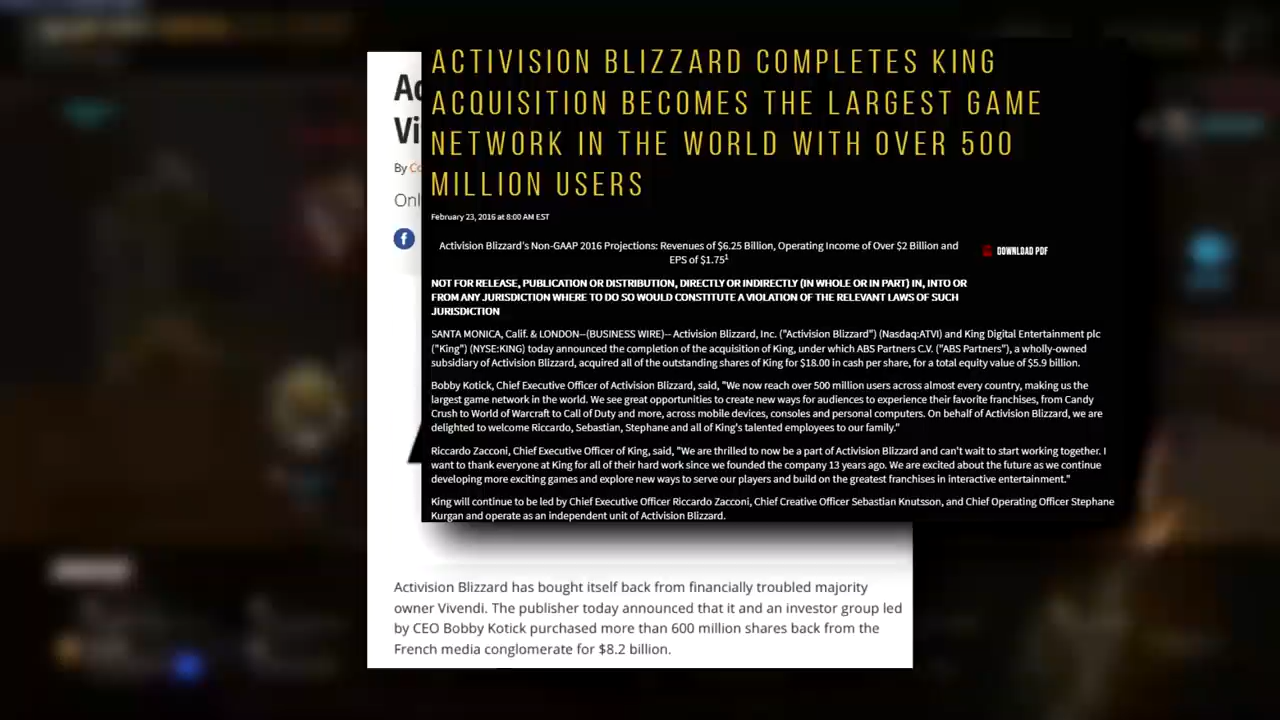 ACTIVISION BLIZZARD COMPLETES KING
ACQUISITION BECOMES THE LARGEST GAME
NETWORK IN THE WORLD WITH OVER 500
MILLION USERS
February 23, 2016 at 8:00 AM EST
Activision Blizzard's Non-GAAP 2016 Projections: Revenues of $6.25 Billion, Operating Income of Over $2 Billion and
EPS of $1.75¹
DOWNLOAD PDF
NOT FOR RELEASE, PUBLICATION OR DISTRIBUTION, DIRECTLY OR INDIRECTLY (IN WHOLE OR IN PART) IN, INTO OR
FROM ANY JURISDICTION WHERE TO DO SO WOULD CONSTITUTE A VIOLATION OF THE RELEVANT LAWS OF SUCH
JURISDICTION
SANTA MONICA, Calif. & LONDON--(BUSINESS WIRE)-- Activision Blizzard, Inc. ("Activision Blizzard") (Nasdaq:ATVI) and King Digital Entertainment plc
("King") (NYSE:KING) today announced the completion of the acquisition of King, under which ABS Partners C.V. ("ABS Partners"), a wholly-owned
subsidiary of Activision Blizzard, acquired all of the outstanding shares of King for $18.00 in cash per share, for a total equity value of $5.9 billion.
Bobby Kotick, Chief Executive Officer of Activision Blizzard, said, "We now reach over 500 million users across almost every country, making us the
largest game network in the world. We see great opportunities to create new ways for audiences to experience their favorite franchises, from Candy
Crush to World of Warcraft to Call of Duty and more, across mobile devices, consoles and personal computers. On behalf of Activision Blizzard, we are
delighted to welcome Riccardo, Sebastian, Stephane and all of King's talented employees to our family."
Riccardo Zacconi, Chief Executive Officer of King, said, "We are thrilled to now be a part of Activision Blizzard and can't wait to start working together. I
want to thank everyone at King for all of their hard work since we founded the company 13 years ago. We are excited about the future as we continue
developing more exciting games and explore new ways to serve our players and build on the greatest franchises in interactive entertainment."
King will continue to be led by Chief Executive Officer Riccardo Zacconi, Chief Creative Officer Sebastian Knutsson, and Chief Operating Officer Stephane
Kurgan and operate as an independent unit of Activision Blizzard.
Ac
Vi
By Co
Onl
Activision Blizzard has bought itself back from financially troubled majority
owner Vivendi. The publisher today announced that it and an investor group led
by CEO Bobby Kotick purchased more than 600 million shares back from the
French media conglomerate for $8.2 billion.